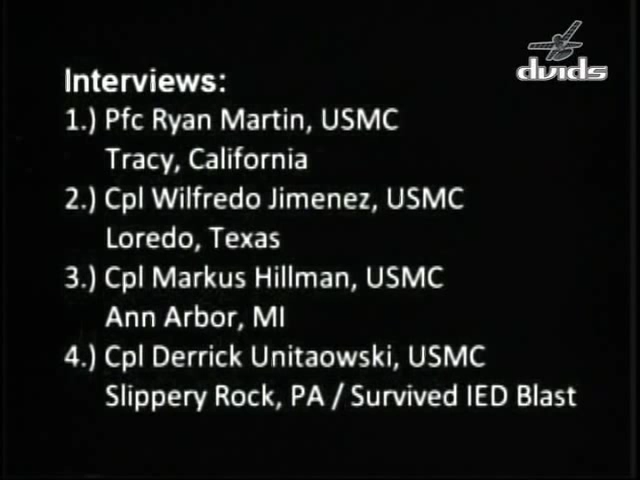 dvids
Interviews:
1.) Pfc Ryan Martin, USMC
Tracy, California
2.) Cpl Wilfredo Jimenez, USMC
Loredo, Texas
3.) Cpl Markus Hillman, USMC
Ann Arbor, MI
4.) Cpl Derrick Unitaowski, USMC
Slippery Rock, PA / Survived IED Blast